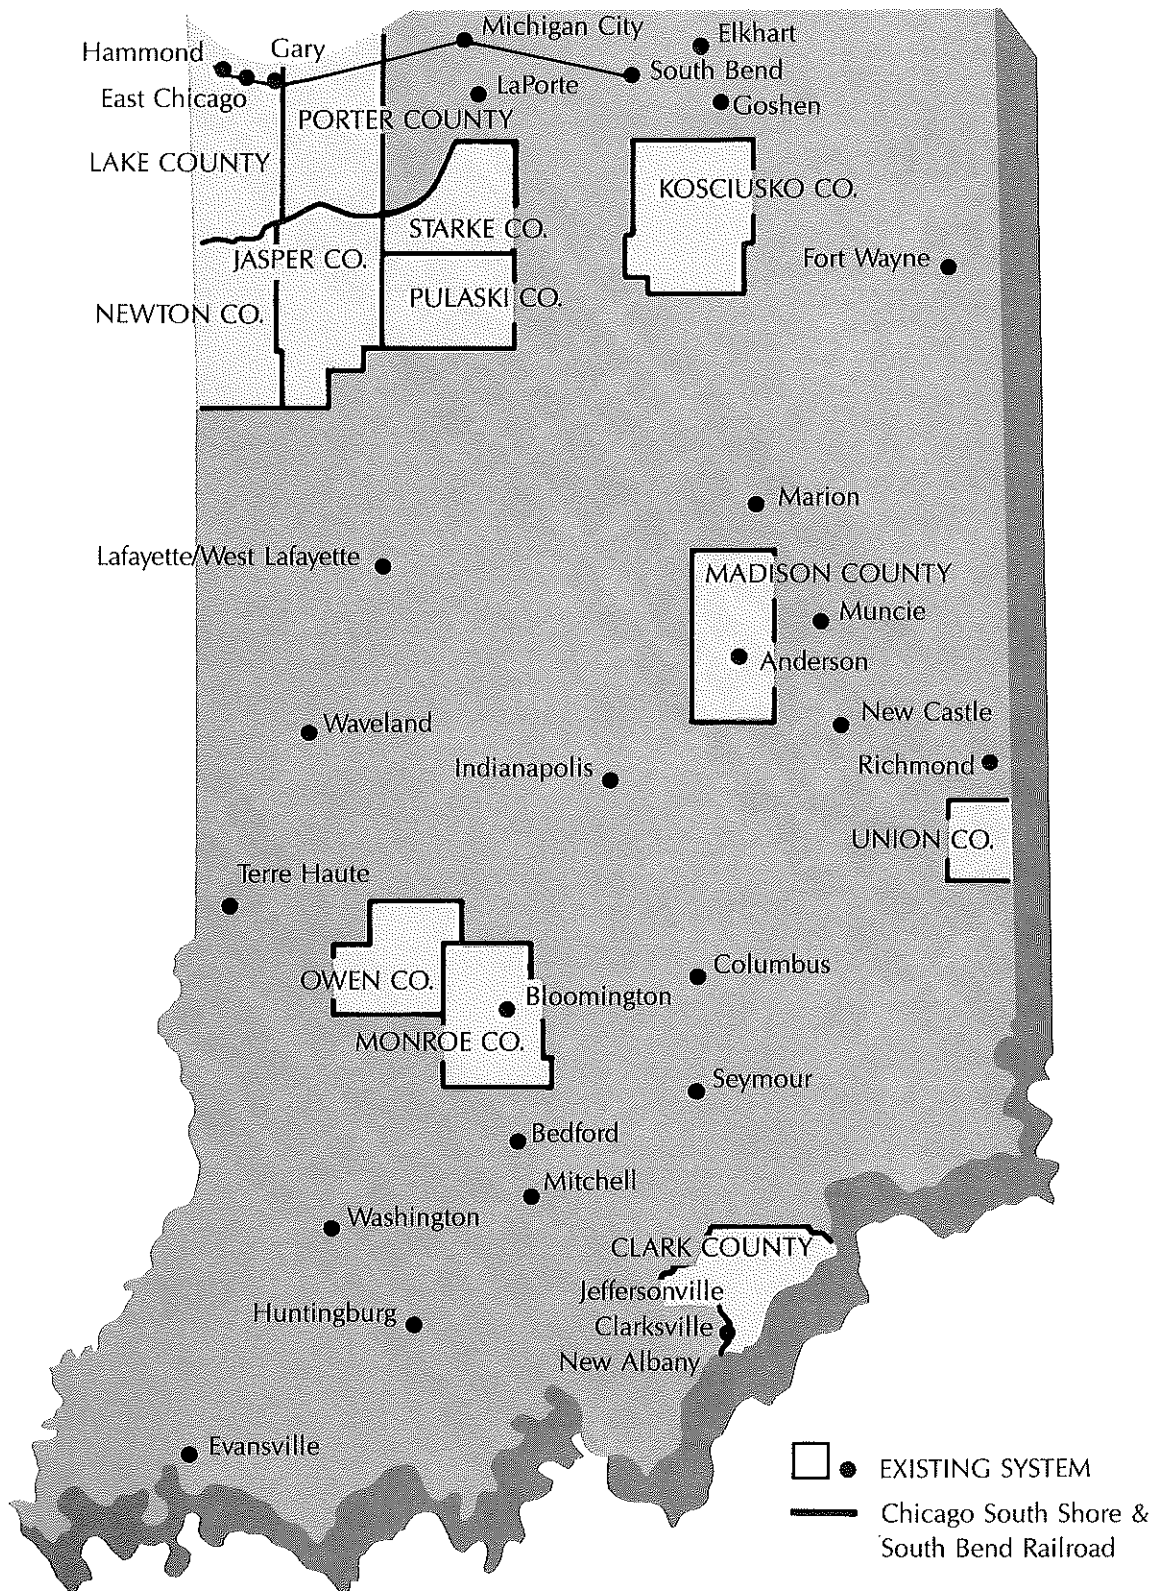 Michigan City
Elkhart
Hammond
Gary
South Bend
LaPorte
East Chicago
Goshen
PORTER COUNTY
LAKE COUNTY
KOSCIUSKO CO.
STARKE CO.
JASPER CO.
Fort Wayne
PULASKI CO.
NEWTON CO.
Marion
Lafayette/West Lafayette
MADISON COUNTY
Muncie
Anderson
New Castle
Waveland
Indianapolis
Richmond
UNION CO.
Terre Haute
Columbus
OWEN CO.
Bloomington
MONROE CO.
Seymour
Bedford
Mitchell
Washington
CLARK COUNTY
Jeffersonville
Huntingburg
Clarksville
New Albany
Evansville
EXISTING SYSTEM
Chicago South Shore &
South Bend Railroad